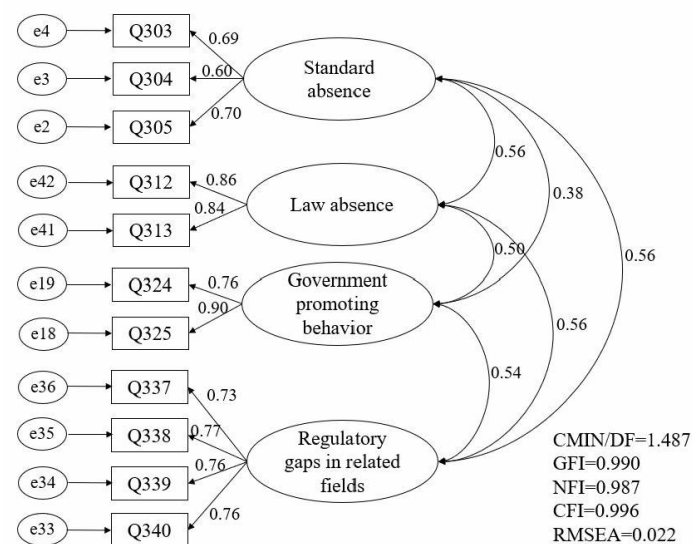 e4
Q303
0.69
e3
Q304
0.60
Standard
absence
e2
Q305
0.70
0.56
e42
Q312
0.86
0.38
e41
Q313
0.84
Law absence
0.50
0.56
e19
Q324
0.76
Government
promoting
behavior
e18
Q325
0.90
0.56
0.54
e36
Q337
0.73
e35
Q338
0.77
Regulatory
gaps in related
fields
e34
Q339
0.76
e33
Q340
0.76
CMIN/DF=1.487
GFI=0.990
NFI=0.987
CFI=0.996
RMSEA=0.022